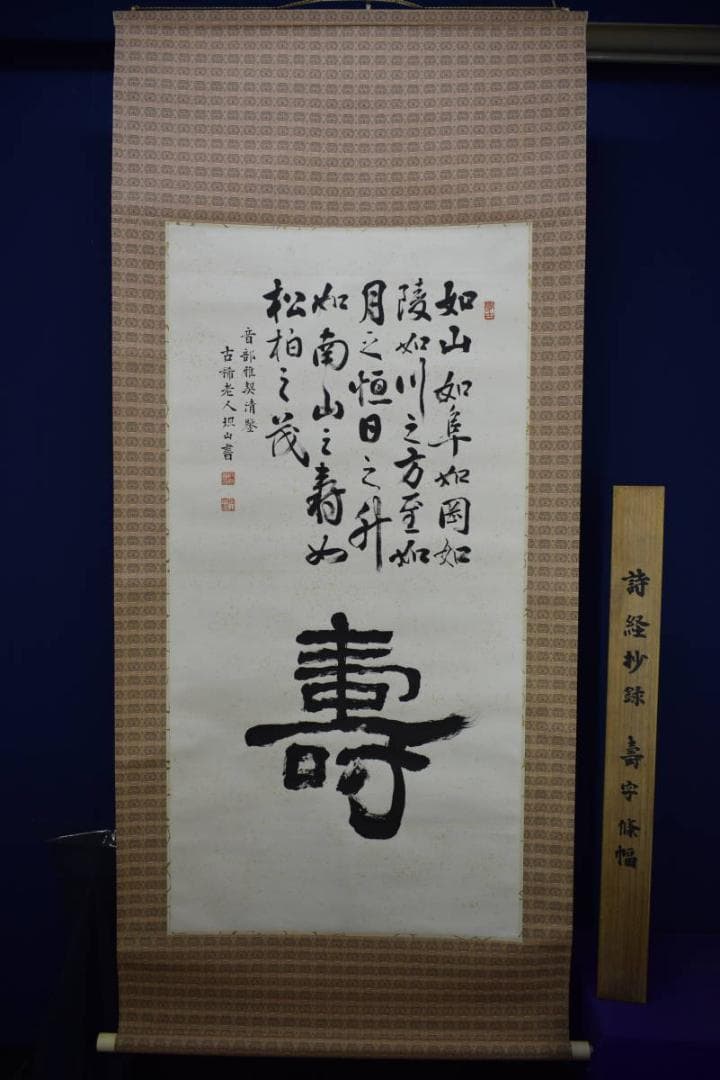 如山如阜如岡如
陵如川之方至如
月之恒日之升
如南山之寿如
松柏之茂
音部雅契清鑒
古稀老人山書
壽
詩経抄録 壽字條幅